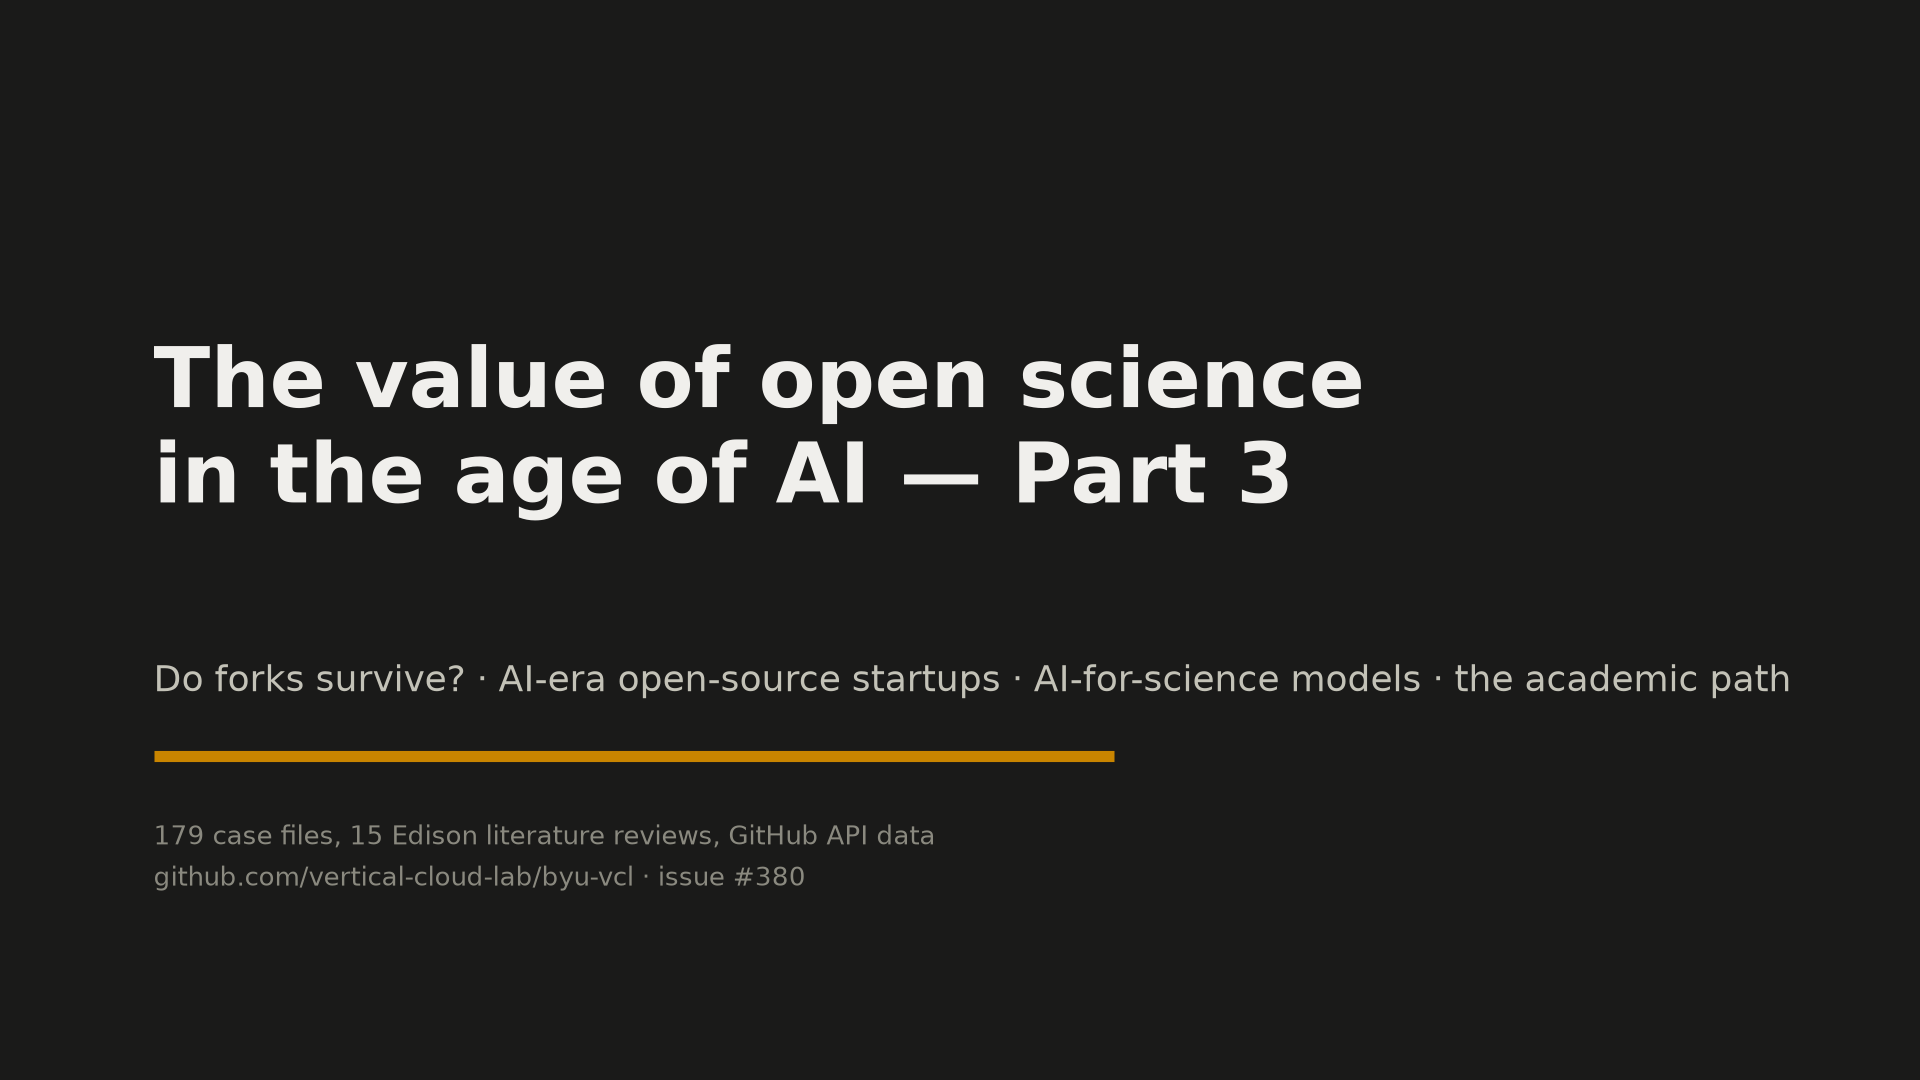 The value of open science
in the age of AI — Part 3
Do forks survive? · AI-era open-source startups · AI-for-science models · the academic path
179 case files, 15 Edison literature reviews, GitHub API data
github.com/vertical-cloud-lab/byu-vcl · issue #380